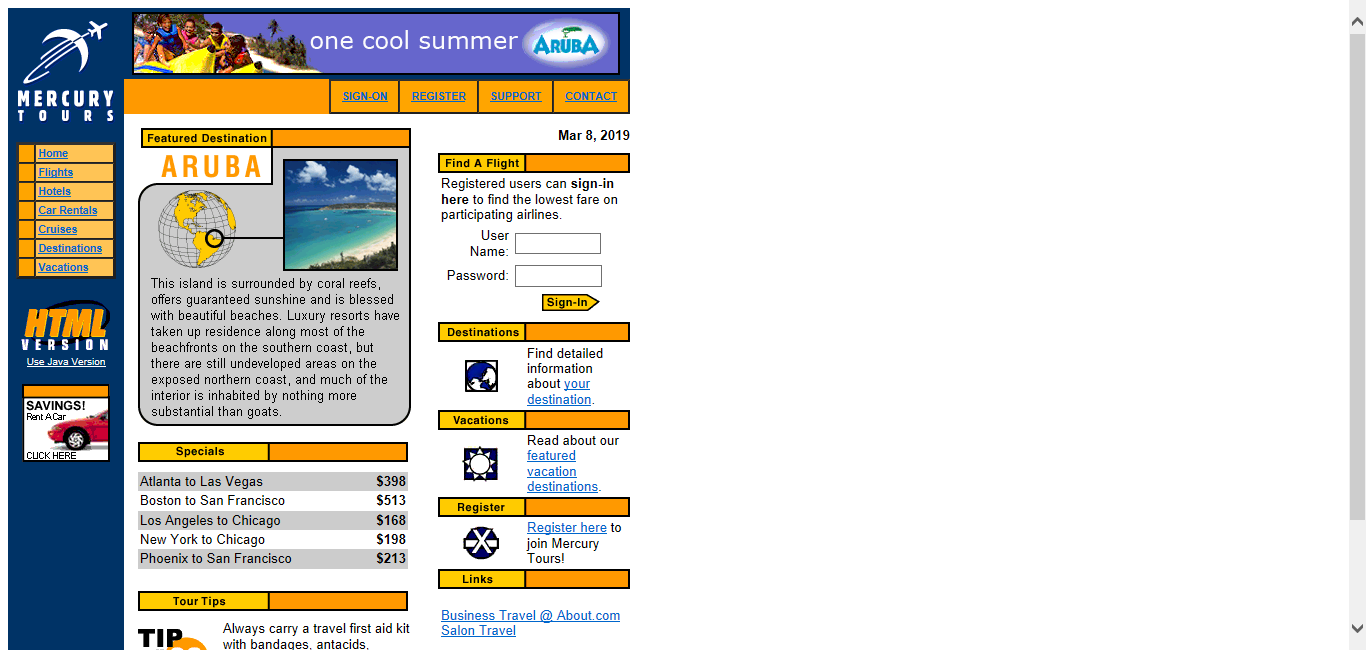 one cool summer ARUBA
MERCURY
TOURS
SIGN-ON REGISTER SUPPORT CONTACT
Home
Flights
Hotels
Car Rentals
Cruises
Destinations
Vacations
HTML
VERSION
Use Java Version
SAVINGS!
Rent A Car
CLICK HERE
Featured Destination
ARUBA
This island is surrounded by coral reefs,
offers guaranteed sunshine and is blessed
with beautiful beaches. Luxury resorts have
taken up residence along most of the
beachfronts on the southern coast, but
there are still undeveloped areas on the
exposed northern coast, and much of the
interior is inhabited by nothing more
substantial than goats.
Specials
Atlanta to Las Vegas $398
Boston to San Francisco $513
Los Angeles to Chicago $168
New York to Chicago $198
Phoenix to San Francisco $213
Tour Tips
TIP
Always carry a travel first aid kit
with bandages, antacids,
Mar 8, 2019
Find A Flight
Registered users can sign-in
here to find the lowest fare on
participating airlines.
User
Name:
Password:
Sign-In
Destinations
Find detailed
information
about your
destination.
Vacations
Read about our
featured
vacation
destinations.
Register
Register here to
join Mercury
Tours!
Links
Business Travel @ About.com
Salon Travel